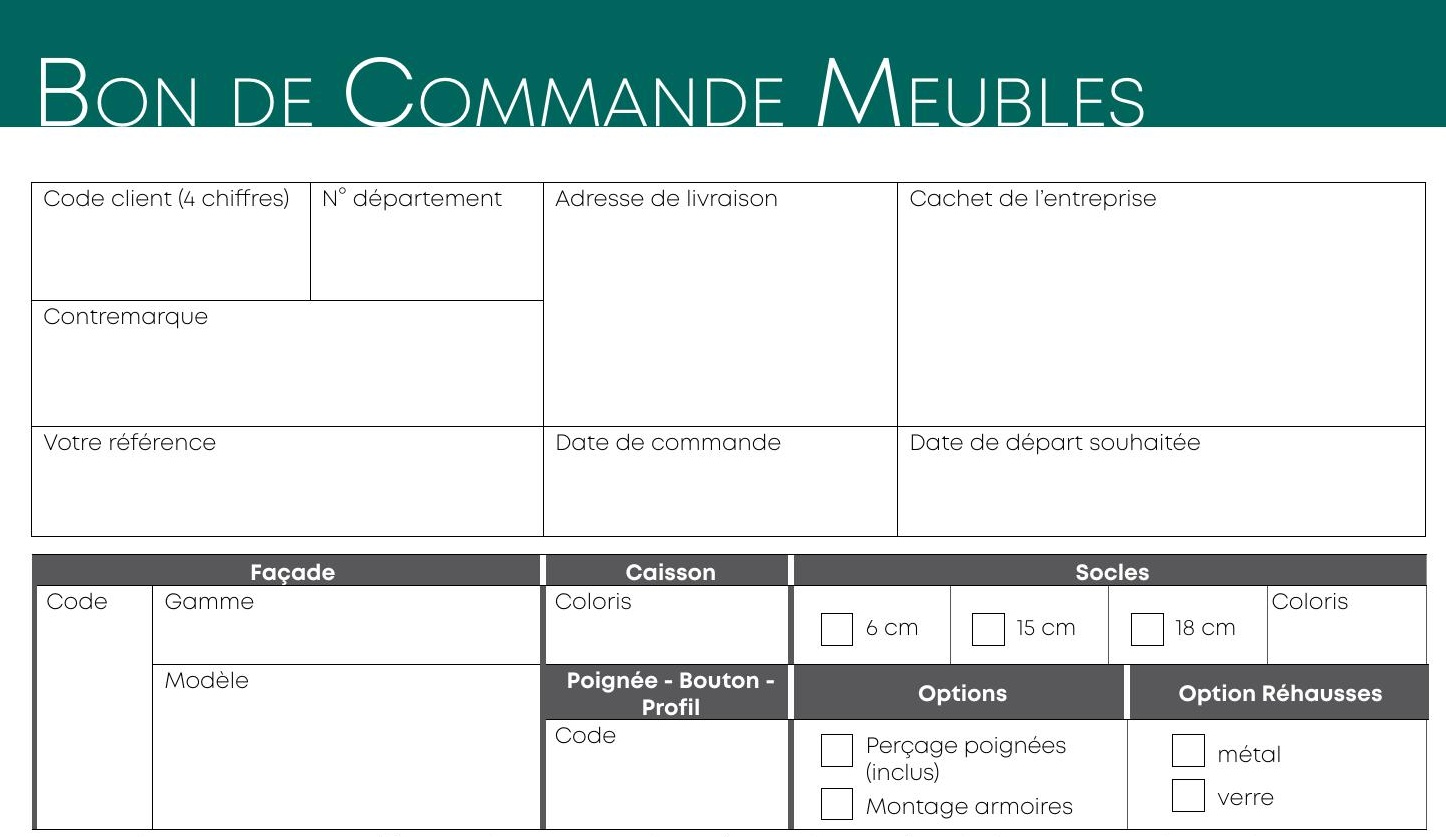 BON DE COMMANDE MEUBLES
Code client (4 chiffres)
N° département
Adresse de livraison
Cachet de l'entreprise
Contremarque
Votre référence
Date de commande
Date de départ souhaitée
Façade
Caisson
Socles
Code
Gamme
Coloris
6 cm
15 cm
18 cm
Coloris
Modèle
Poignée - Bouton -
Profil
Options
Option Réhausses
Code
Perçage poignées
(inclus)
Montage armoires
métal
verre